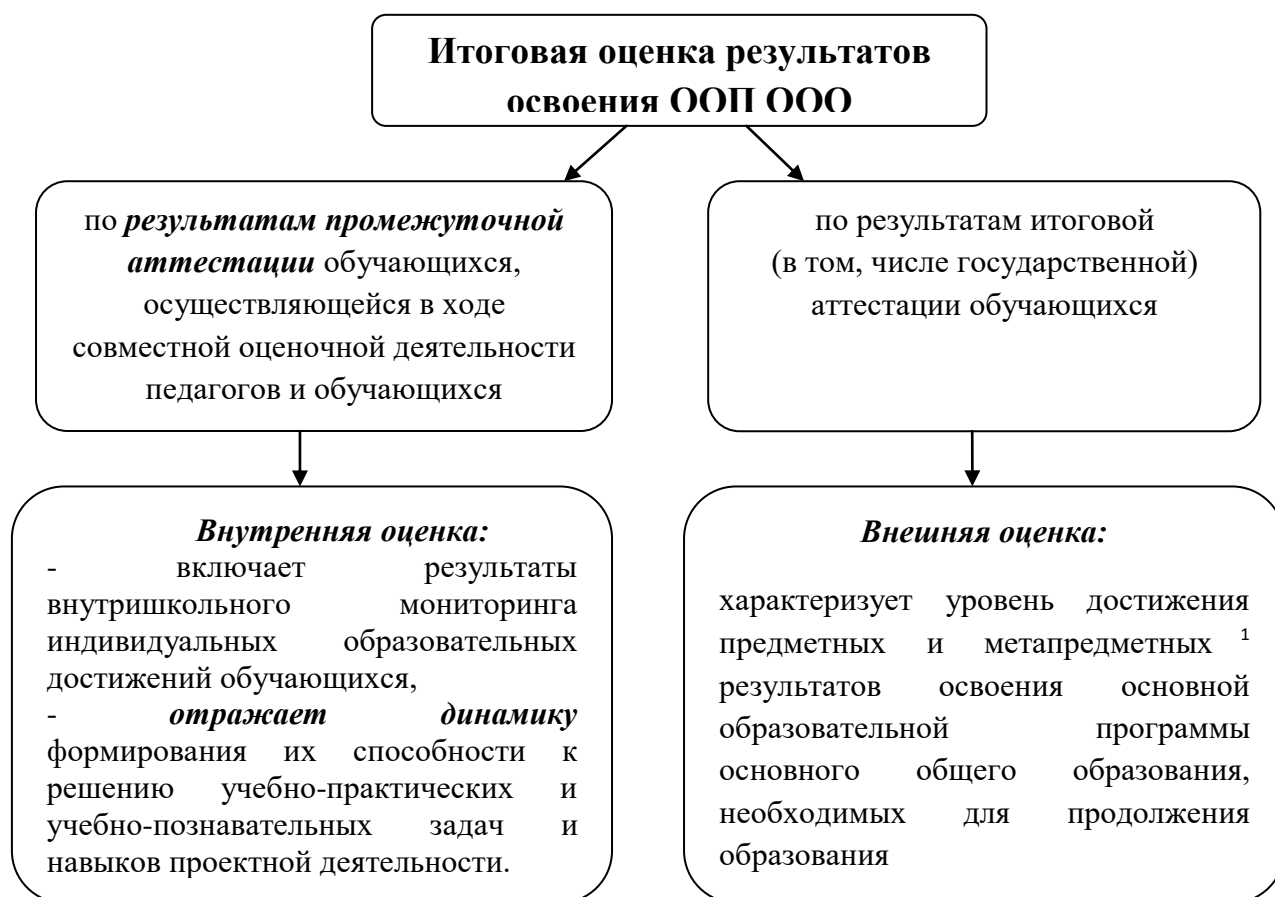 Итоговая оценка результатов
освоения ООП ООО
по результатам промежуточной
аттестации обучающихся,
осуществляющейся в ходе
совместной оценочной деятельности
педагогов и обучающихся
по результатам итоговой
(в том, числе государственной)
аттестации обучающихся
Внутренняя оценка:
- включает результаты
внутришкольного мониторинга
индивидуальных образовательных
достижений обучающихся,
- отражает динамику
формирования их способности к
решению учебно-практических и
учебно-познавательных задач и
навыков проектной деятельности.
Внешняя оценка:
характеризует уровень достижения
предметных и метапредметных ¹
результатов освоения основной
образовательной программы
основного общего образования,
необходимых для продолжения
образования